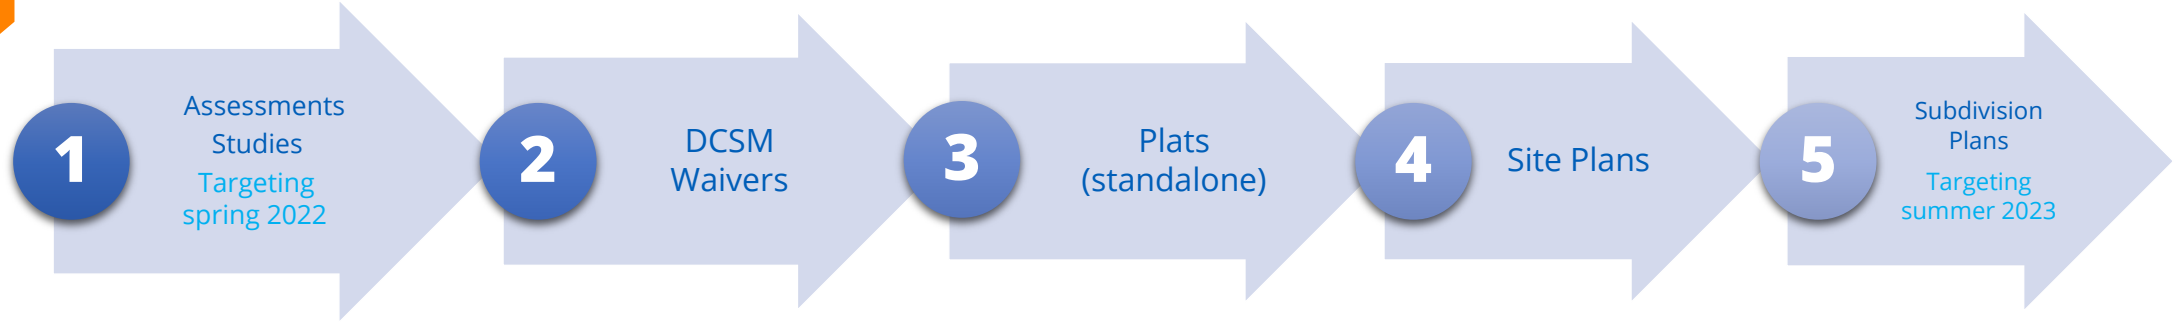 1
Assessments
Studies
Targeting
spring 2022
2
DCSM
Waivers
3
Plats
(standalone)
4
Site Plans
5
Subdivision
Plans
Targeting
summer 2023